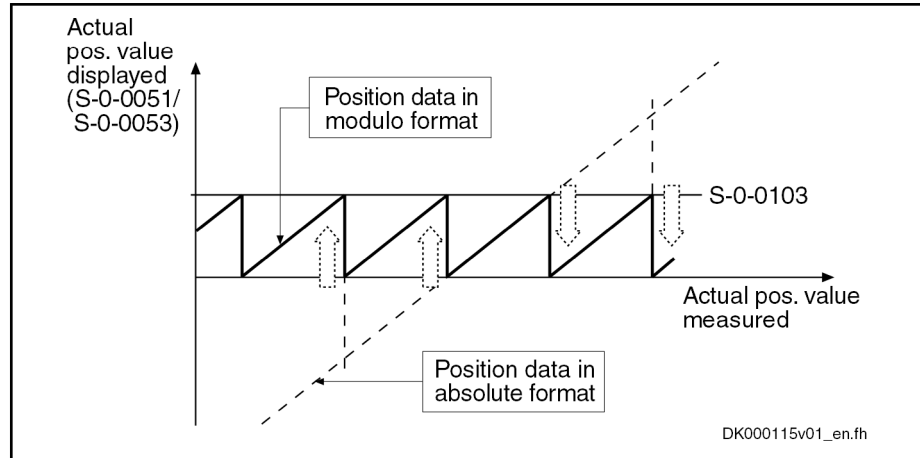 Actual
pos. value
displayed
(S-0-0051/
S-0-0053)
Position data in
modulo format
S-0-0103
Actual pos. value
measured
Position data in
absolute format
DK000115v01_en.fh